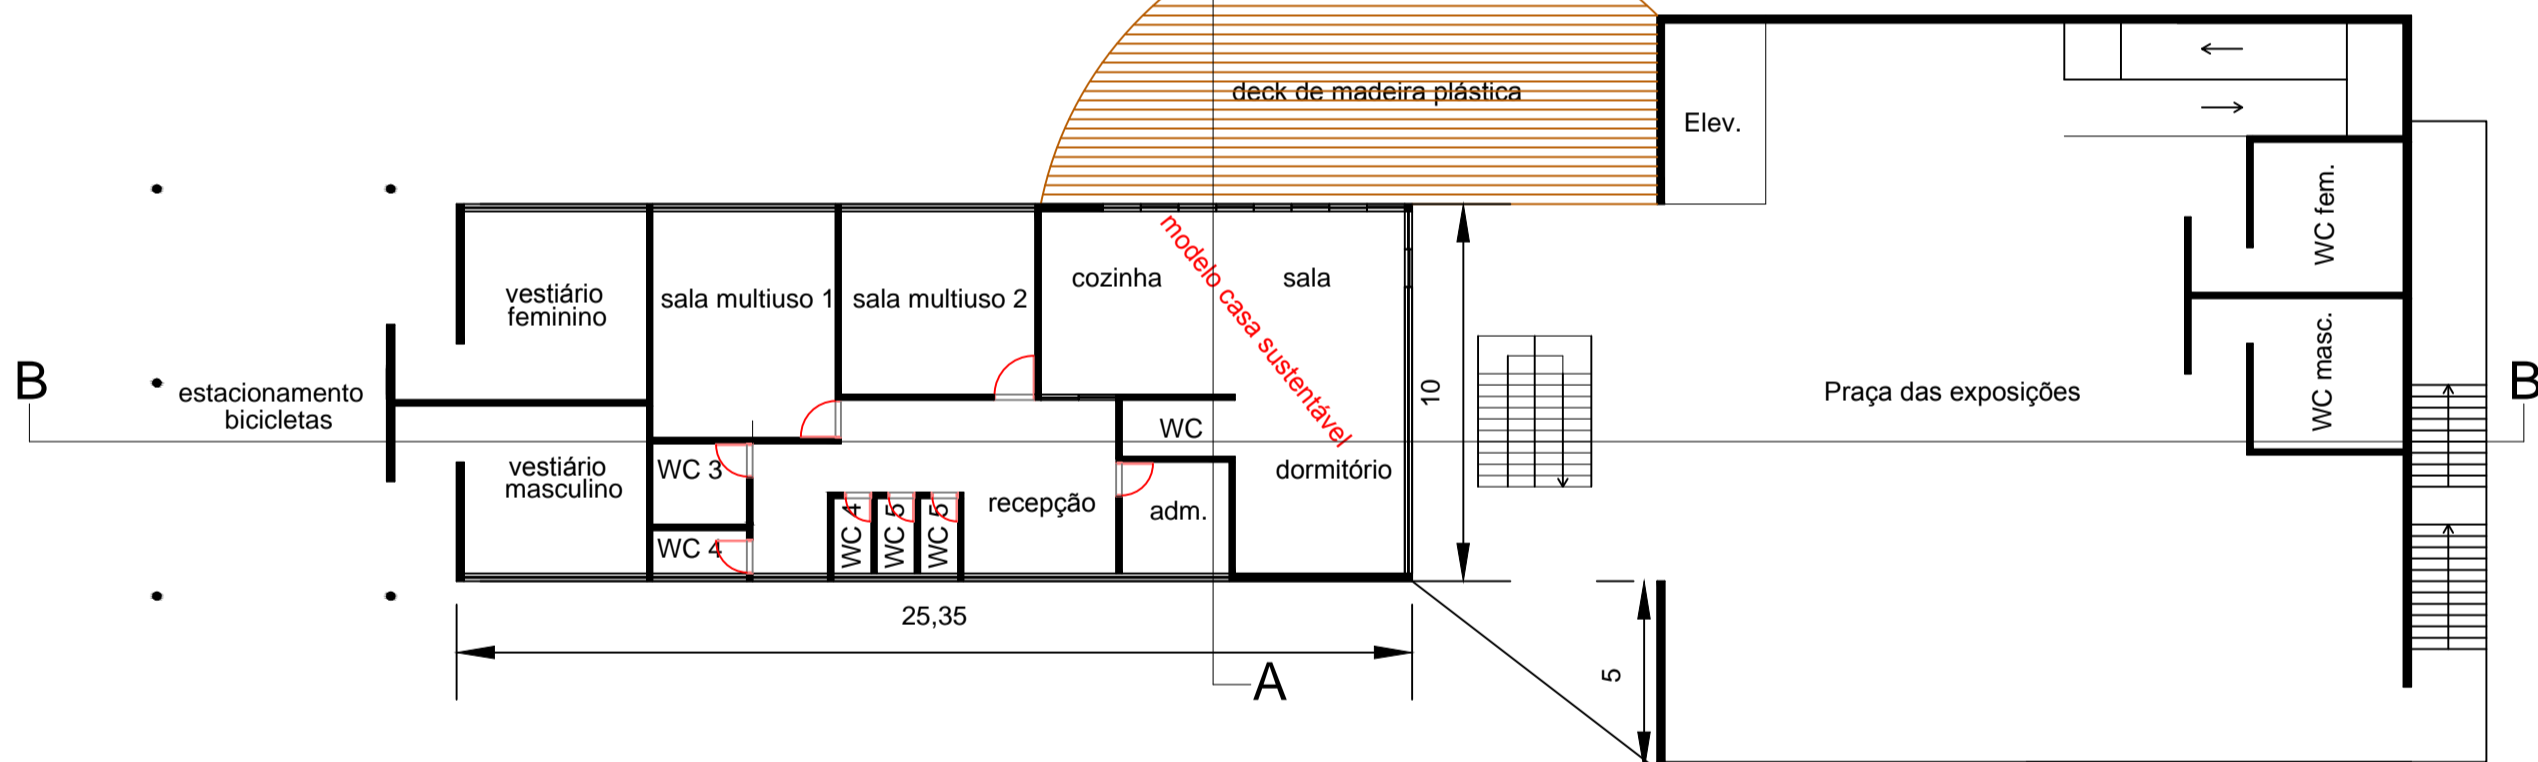 deck de madeira plástica
Elev.
WC fem.
WC masc.
vestiário
feminino
sala multiuso 1
sala multiuso 2
cozinha
sala
modelo casa sustentável
B
estacionamento
bicicletas
10
Praça das exposições
B
WC
vestiário
masculino
WC 3
dormitório
recepção
adm.
WC 4
WC 4
WC 5
WC 5
25,35
A
5